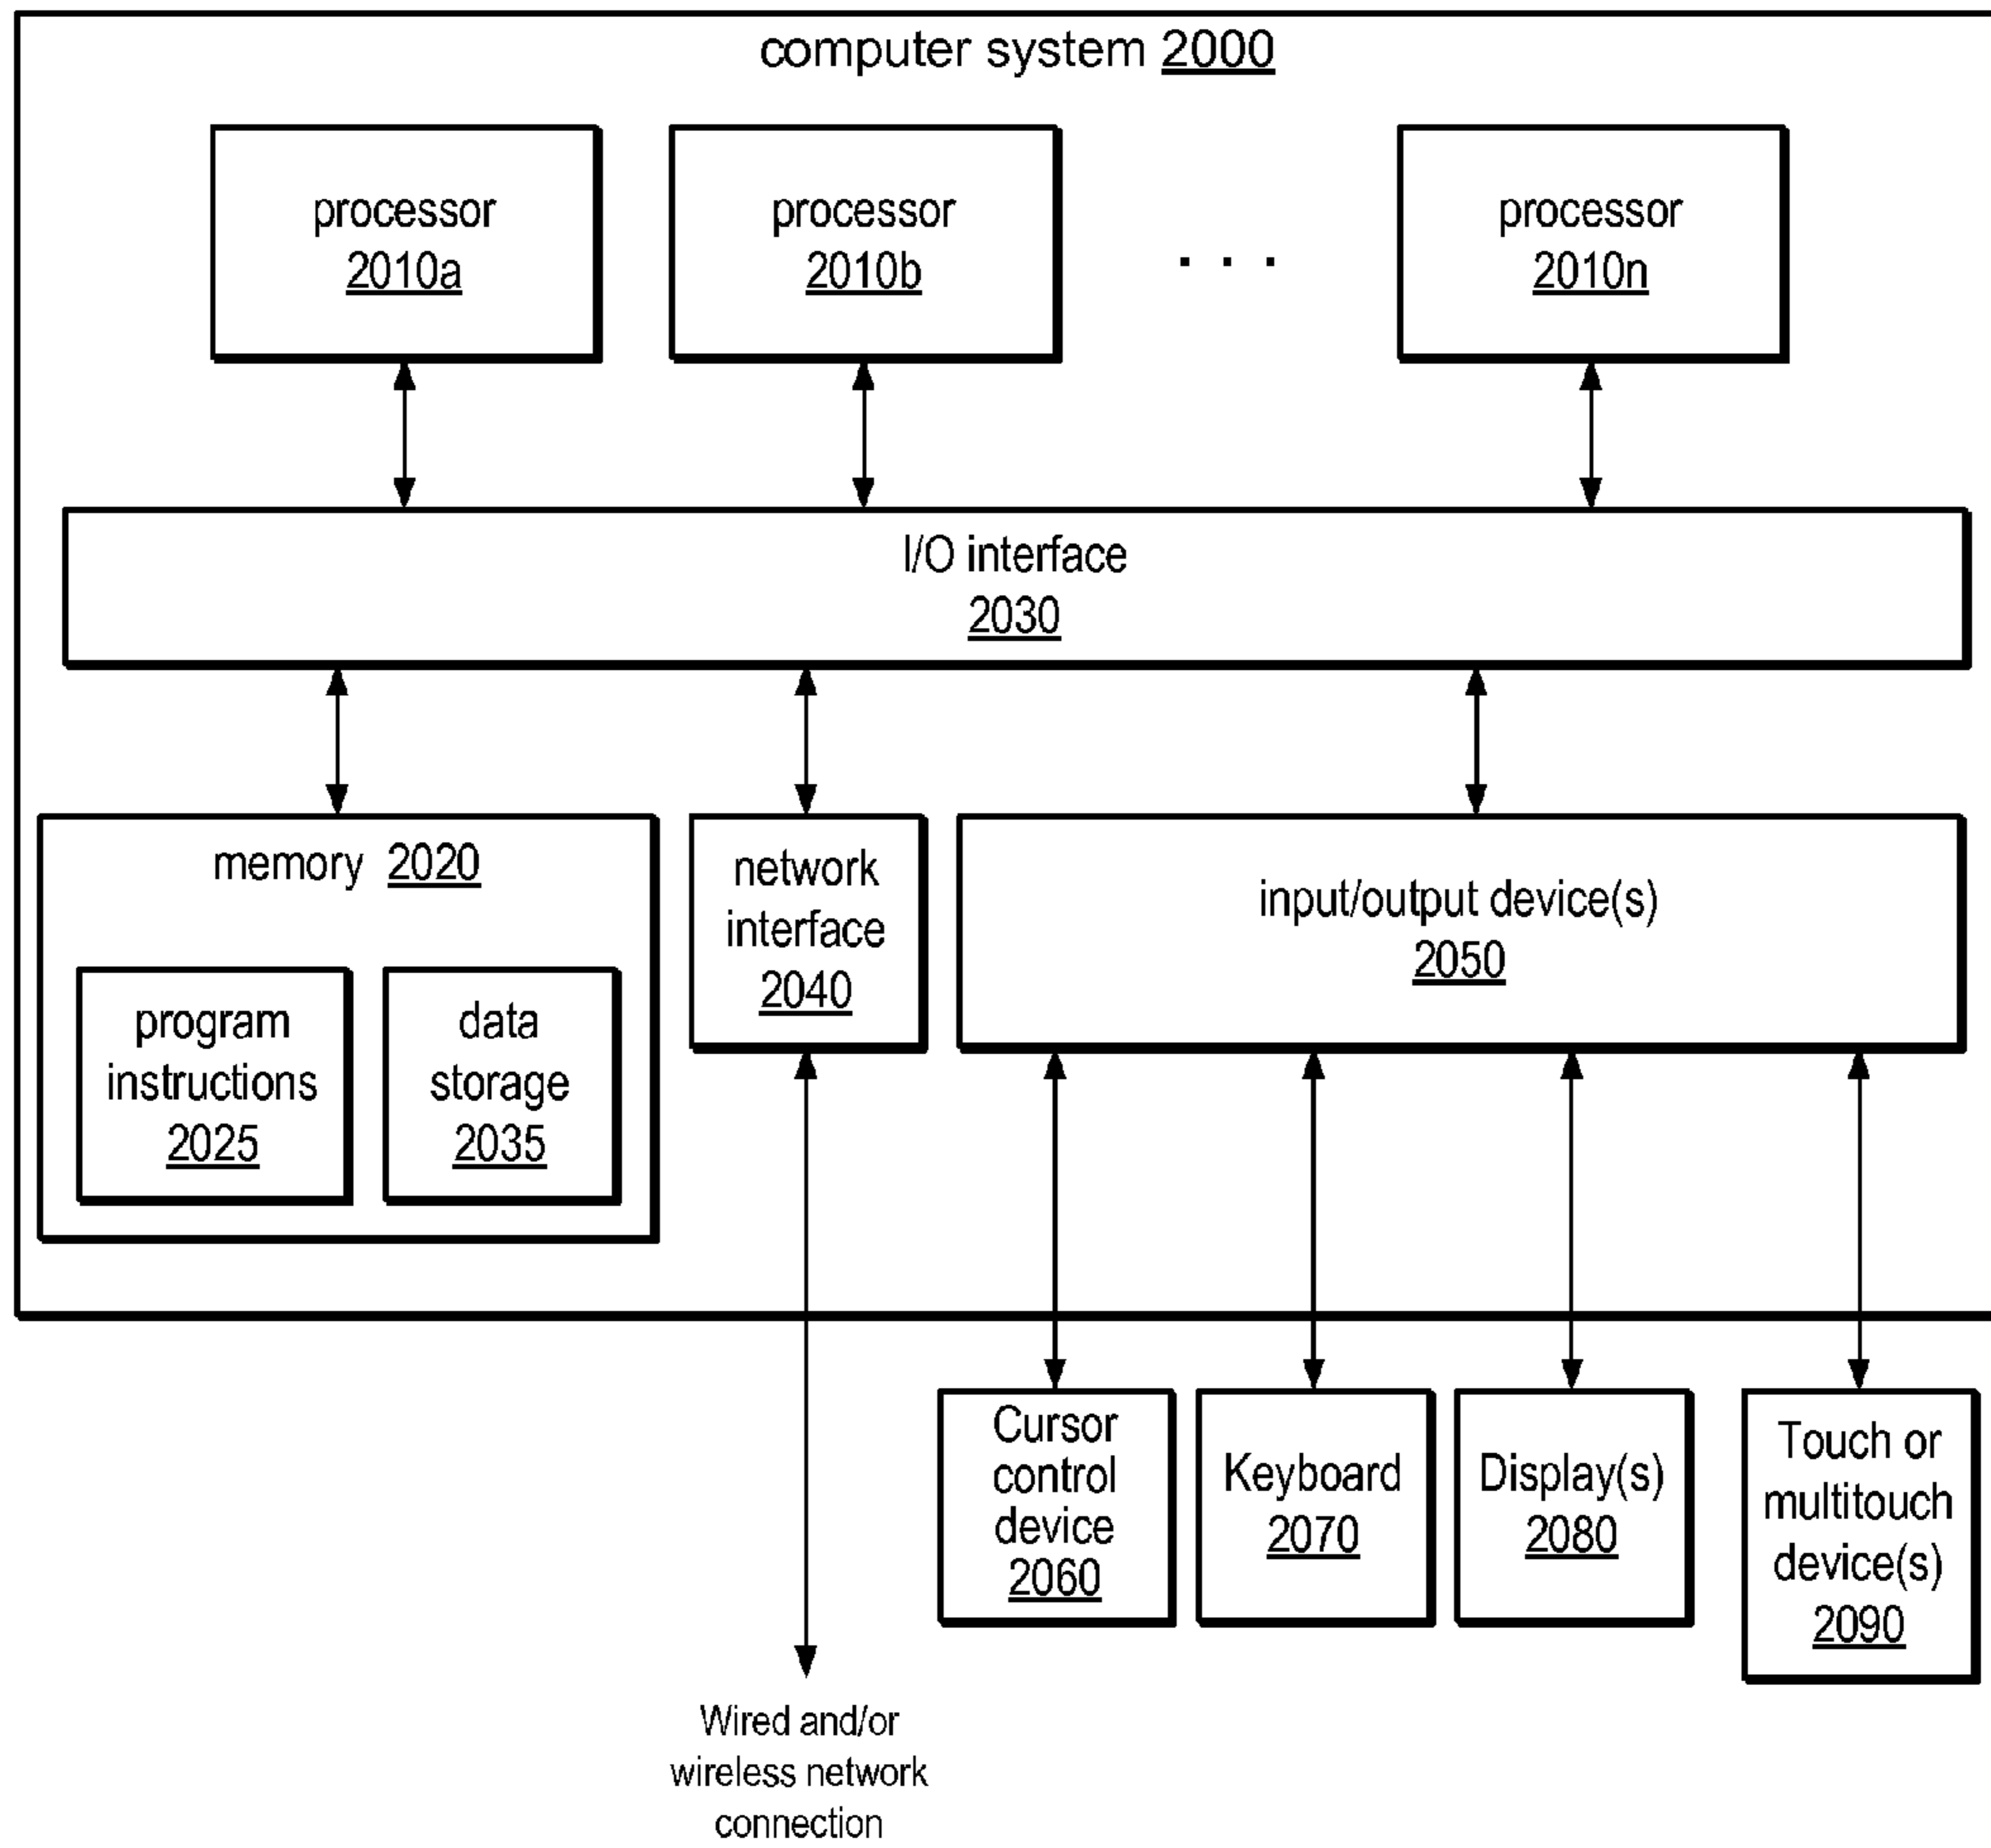 computer system 2000
processor
2010a
processor
2010b
. . .
processor
2010n
I/O interface
2030
memory 2020
program
instructions
2025
data
storage
2035
network
interface
2040
input/output device(s)
2050
Cursor
control
device
2060
Keyboard
2070
Display(s)
2080
Touch or
multitouch
device(s)
2090
Wired and/or
wireless network
connection